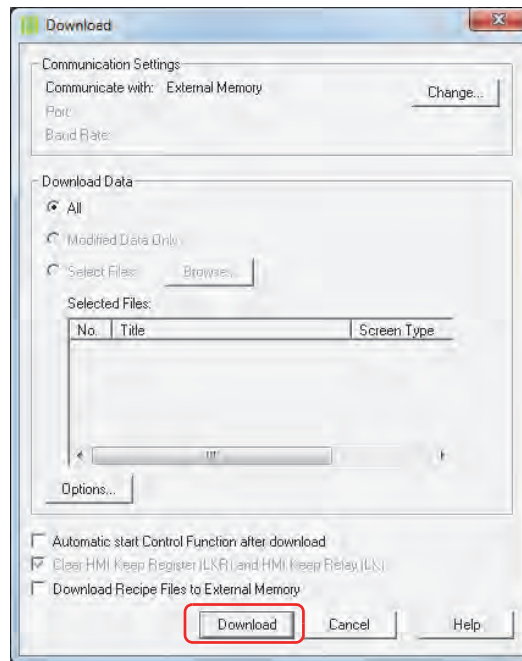 Download
Communication Settings
Communicate with: External Memory
Change...
Port:
Baud Rate:
Download Data
All
Modified Data Only
Select Files: Browse...
Selected Files:
No. Title Screen Type
Options...
Automatic start Control Function after download
Clear HMI Keep Register (LKR) and HMI Keep Relay (LK)
Download Recipe Files to External Memory
Download Cancel Help